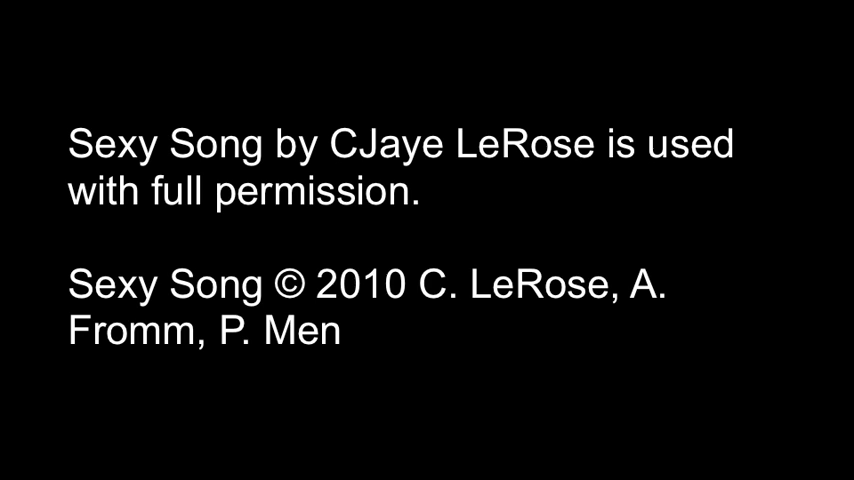 Sexy Song by CJaye LeRose is used
with full permission.
Sexy Song © 2010 C. LeRose, A.
Fromm, P. Men